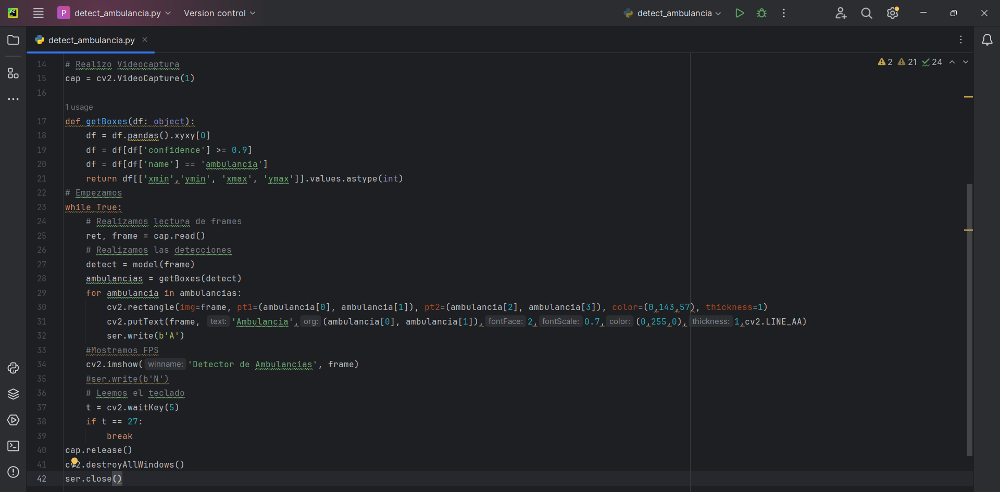 PC P detect_ambulancia.py Version control detect_ambulancia
detect_ambulancia.py
2 21 24
14 # Realizo Videocaptura
15 cap = cv2.VideoCapture(1)
16
1 usage
17 def getBoxes(df: object):
18     df = df.pandas().xyxy[0]
19     df = df[df['confidence'] >= 0.9]
20     df = df[df['name'] == 'ambulancia']
21     return df[['xmin','ymin', 'xmax', 'ymax']].values.astype(int)
22 # Empezamos
23 while True:
24     # Realizamos lectura de frames
25     ret, frame = cap.read()
26     # Realizamos las detecciones
27     detect = model(frame)
28     ambulancias = getBoxes(detect)
29     for ambulancia in ambulancias:
30         cv2.rectangle(img=frame, pt1=(ambulancia[0], ambulancia[1]), pt2=(ambulancia[2], ambulancia[3]), color=(0,143,57), thickness=1)
31         cv2.putText(frame, text: 'Ambulancia', org: (ambulancia[0], ambulancia[1]), fontFace: 2, fontScale: 0.7, color: (0,255,0), thickness: 1,cv2.LINE_AA)
32         ser.write(b'A')
33     #Mostramos FPS
34     cv2.imshow( winname: 'Detector de Ambulancias', frame)
35     #ser.write(b'N')
36     # Leemos el teclado
37     t = cv2.waitKey(5)
38     if t == 27:
39         break
40 cap.release()
41 cv2.destroyAllWindows()
42 ser.close()